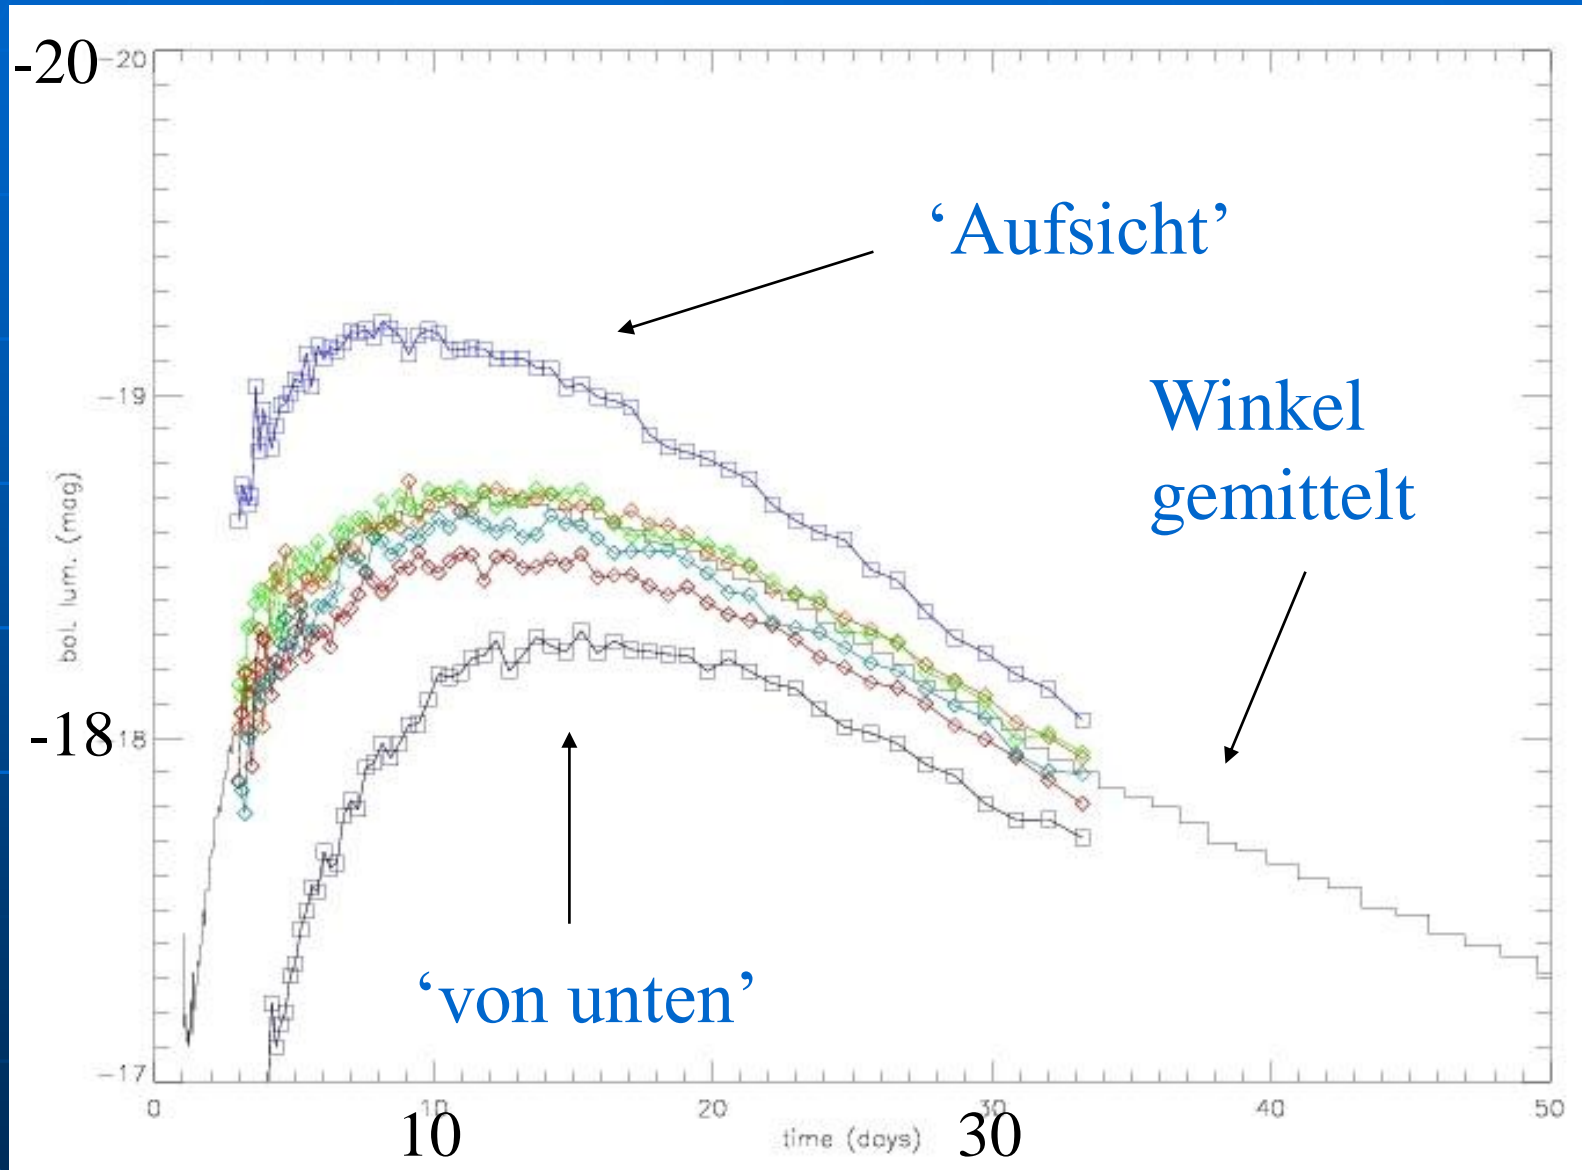 -20
-20
‘Aufsicht’
-19
Winkel
gemittelt
bol. lum. (mag)
-18
-18
‘von unten’
-17
0 10 20 30 40 50
10 30
time (days)